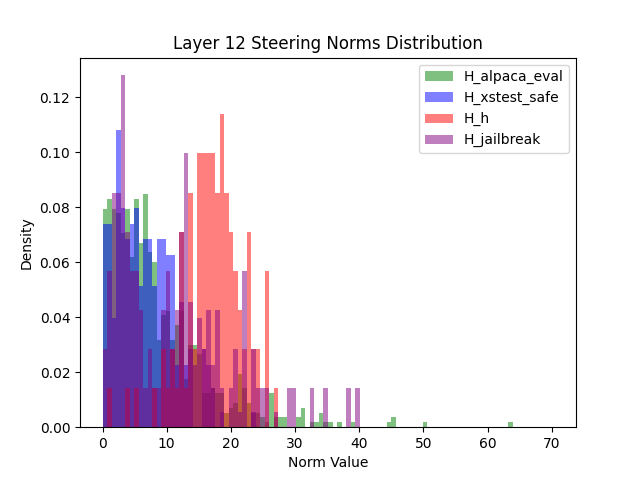 Layer 12 Steering Norms Distribution
H_alpaca_eval
H_xstest_safe
H_h
H_jailbreak
Density
0.12
0.10
0.08
0.06
0.04
0.02
0.00
0 10 20 30 40 50 60 70
Norm Value